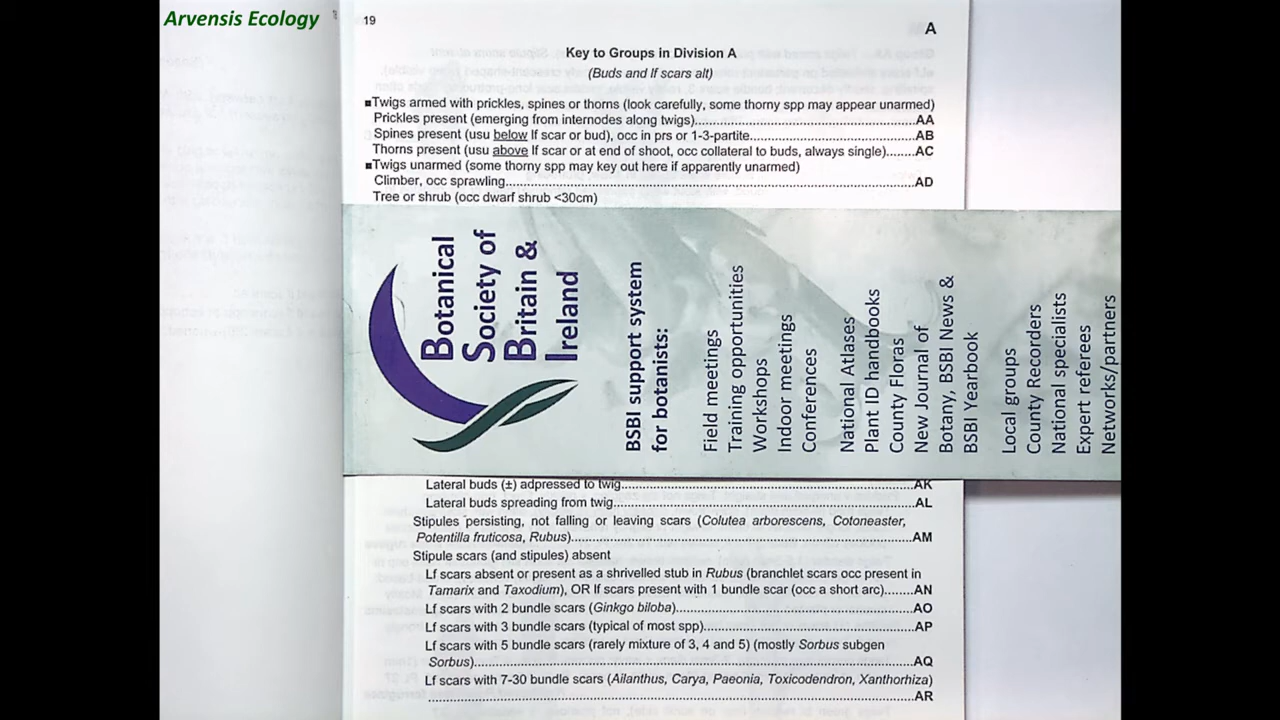 Arvensis Ecology
19
A
Key to Groups in Division A
(Buds and lf scars alt)
■Twigs armed with prickles, spines or thorns (look carefully, some thorny spp may appear unarmed)
Prickles present (emerging from internodes along twigs)..........AA
Spines present (usu below lf scar or bud), occ in prs or 1-3-partite..........AB
Thorns present (usu above lf scar or at end of shoot, occ collateral to buds, always single).......AC
■Twigs unarmed (some thorny spp may key out here if apparently unarmed)
Climber, occ sprawling..........AD
Tree or shrub (occ dwarf shrub <30cm)
Botanical
Society of
Britain &
Ireland
BSBI support system
for botanists:
Field meetings
Training opportunities
Workshops
Indoor meetings
Conferences
National Atlases
Plant ID handbooks
County Floras
New Journal of
Botany, BSBI News &
BSBI Yearbook
Local groups
County Recorders
National specialists
Expert referees
Networks/partners
Lateral buds (±) adpressed to twig..........AK
Lateral buds spreading from twig..........AL
Stipules persisting, not falling or leaving scars (Colutea arborescens, Cotoneaster,
Potentilla fruticosa, Rubus)..........AM
Stipule scars (and stipules) absent
Lf scars absent or present as a shrivelled stub in Rubus (branchlet scars occ present in
Tamarix and Taxodium), OR lf scars present with 1 bundle scar (occ a short arc).......AN
Lf scars with 2 bundle scars (Ginkgo biloba)..........AO
Lf scars with 3 bundle scars (typical of most spp)..........AP
Lf scars with 5 bundle scars (rarely mixture of 3, 4 and 5) (mostly Sorbus subgen
Sorbus)..........AQ
Lf scars with 7-30 bundle scars (Ailanthus, Carya, Paeonia, Toxicodendron, Xanthorhiza)
..........AR